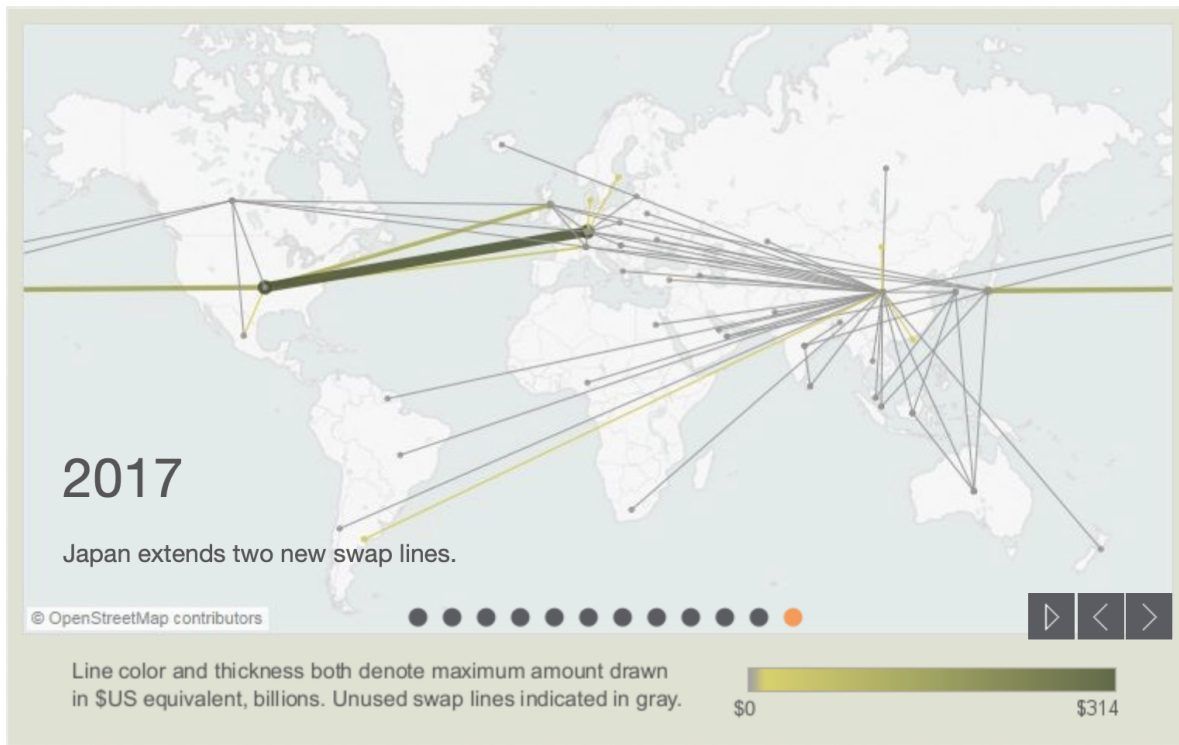 2017
Japan extends two new swap lines.
© OpenStreetMap contributors
Line color and thickness both denote maximum amount drawn
in $US equivalent, billions. Unused swap lines indicated in gray.
$0
$314